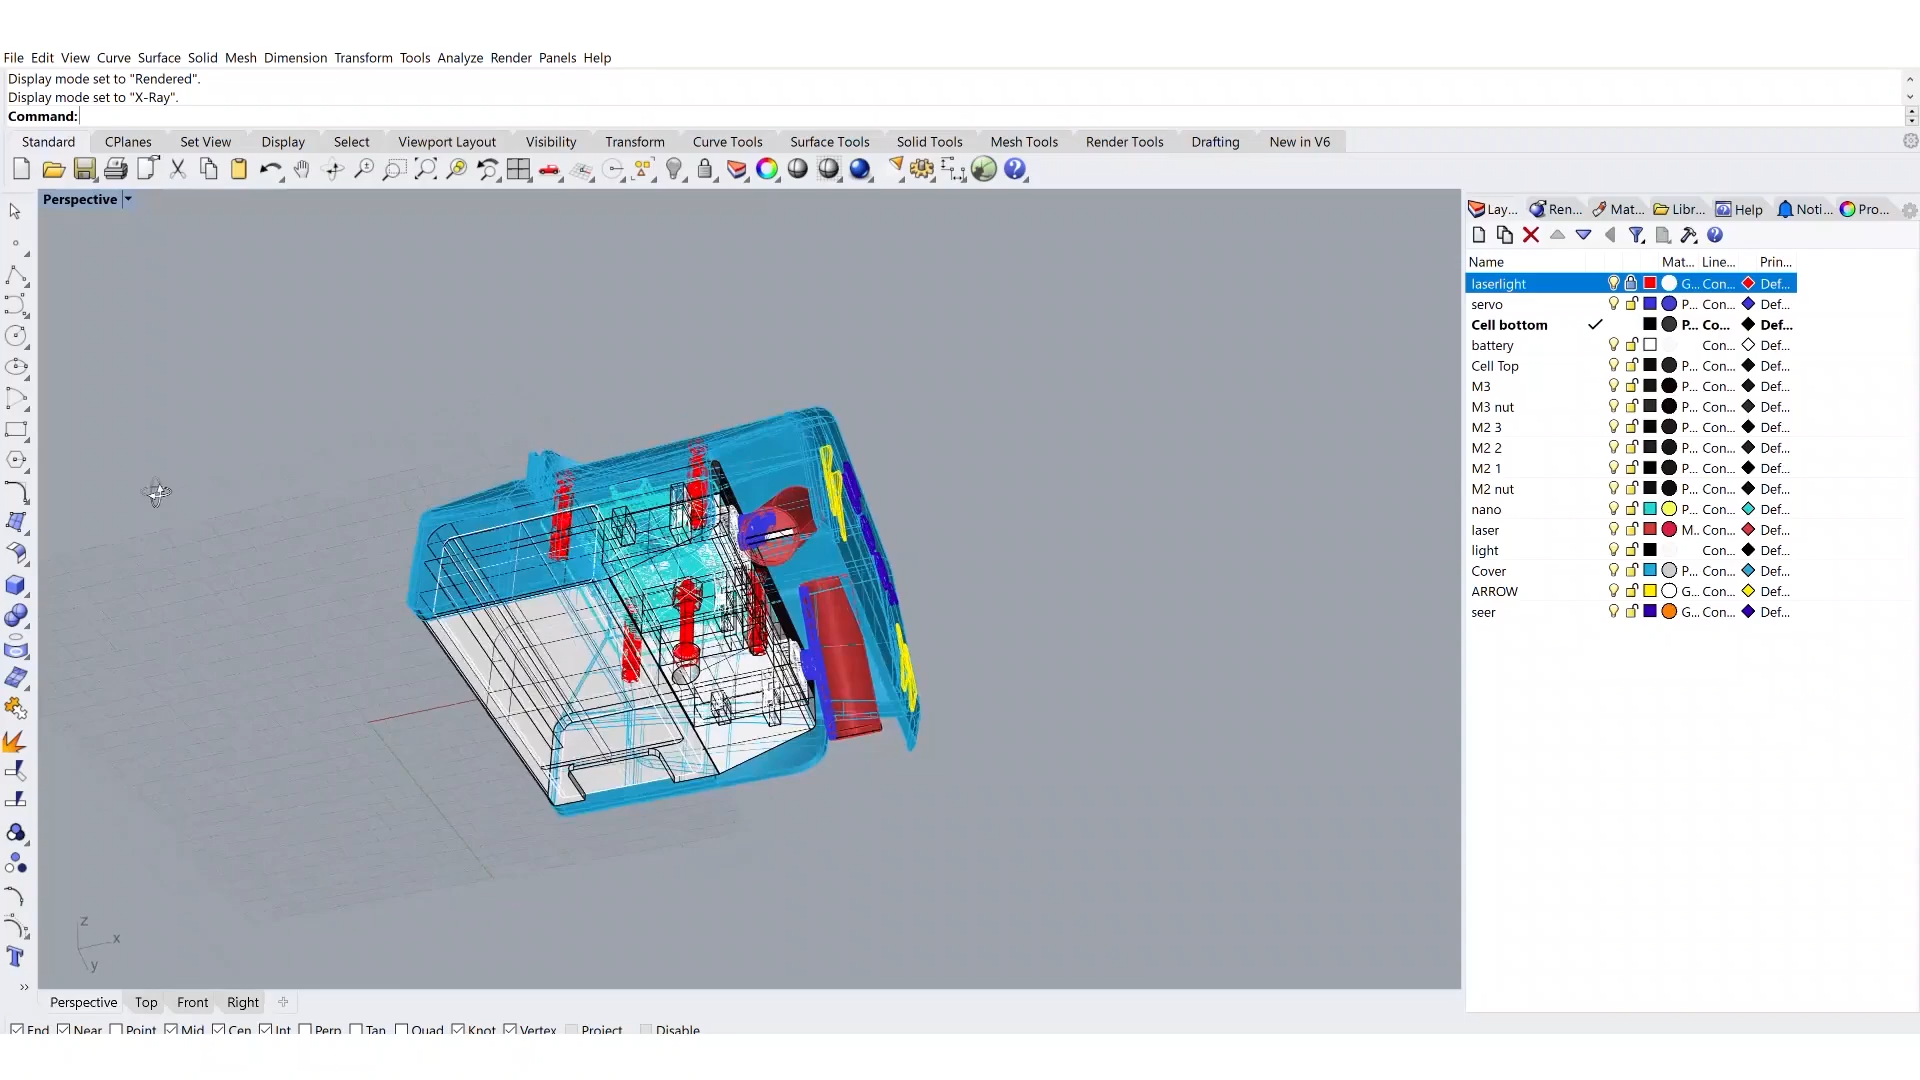 File Edit View Curve Surface Solid Mesh Dimension Transform Tools Analyze Render Panels Help
Display mode set to "Rendered".
Display mode set to "X-Ray".
Command:
Standard CPlanes Set View Display Select Viewport Layout Visibility Transform Curve Tools Surface Tools Solid Tools Mesh Tools Render Tools Drafting New in V6
Perspective
Lay... Ren... Mat... Libr... Help Noti... Pro...
Name Mat... Line... Prin...
laserlight G... Con... Def...
servo P... Con... Def...
Cell bottom P... Co... Def...
battery Con... Def...
Cell Top P... Con... Def...
M3 P... Con... Def...
M3 nut P... Con... Def...
M2 3 P... Con... Def...
M2 2 P... Con... Def...
M2 1 P... Con... Def...
M2 nut P... Con... Def...
nano P... Con... Def...
laser M... Con... Def...
light Con... Def...
Cover P... Con... Def...
ARROW G... Con... Def...
seer G... Con... Def...
z
x
y
Perspective Top Front Right
End Near Point Mid Cen Int Perp Tan Quad Knot Vertex Project Disable